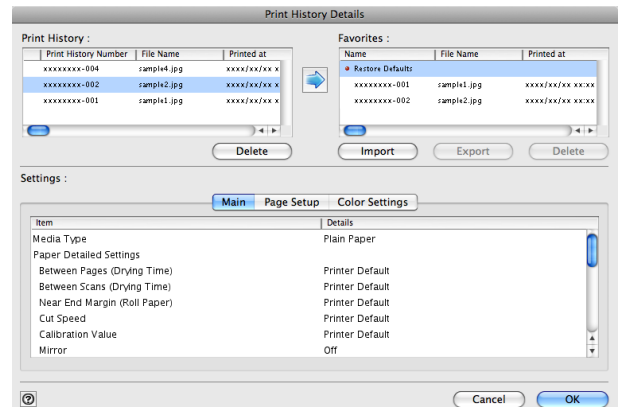 Print History Details
Print History :
Favorites :
Print History Number File Name Printed at
xxxxxxxx-004 sample4.jpg xxxx/xx/xx x
xxxxxxxx-002 sample2.jpg xxxx/xx/xx x
xxxxxxxx-001 sample1.jpg xxxx/xx/xx x
Name File Name Printed at
Restore Defaults
xxxxxxxx-001 sample1.jpg xxxx/xx/xx xx:xx
xxxxxxxx-002 sample2.jpg xxxx/xx/xx xx:xx
Delete
Import Export Delete
Settings :
Main Page Setup Color Settings
Item Details
Media Type Plain Paper
Paper Detailed Settings
Between Pages (Drying Time) Printer Default
Between Scans (Drying Time) Printer Default
Near End Margin (Roll Paper) Printer Default
Cut Speed Printer Default
Calibration Value Printer Default
Mirror Off
? Cancel OK